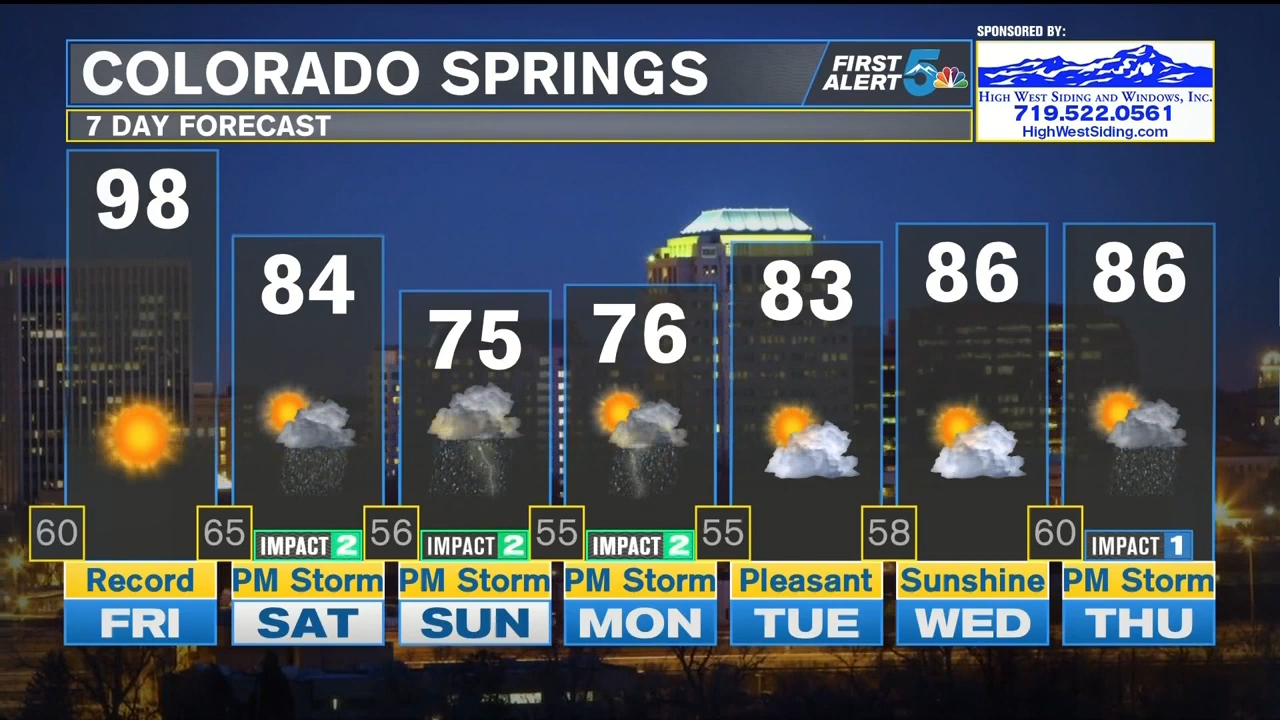 SPONSORED BY:
COLORADO SPRINGS
FIRST
ALERT 5
HIGH WEST SIDING AND WINDOWS, INC.
719.522.0561
HighWestSiding.com
7 DAY FORECAST
98 84 75 76 83 86 86
60 65 56 55 55 58 60
IMPACT 2 IMPACT 2 IMPACT 2 IMPACT 1
Record PM Storm PM Storm PM Storm Pleasant Sunshine PM Storm
FRI SAT SUN MON TUE WED THU